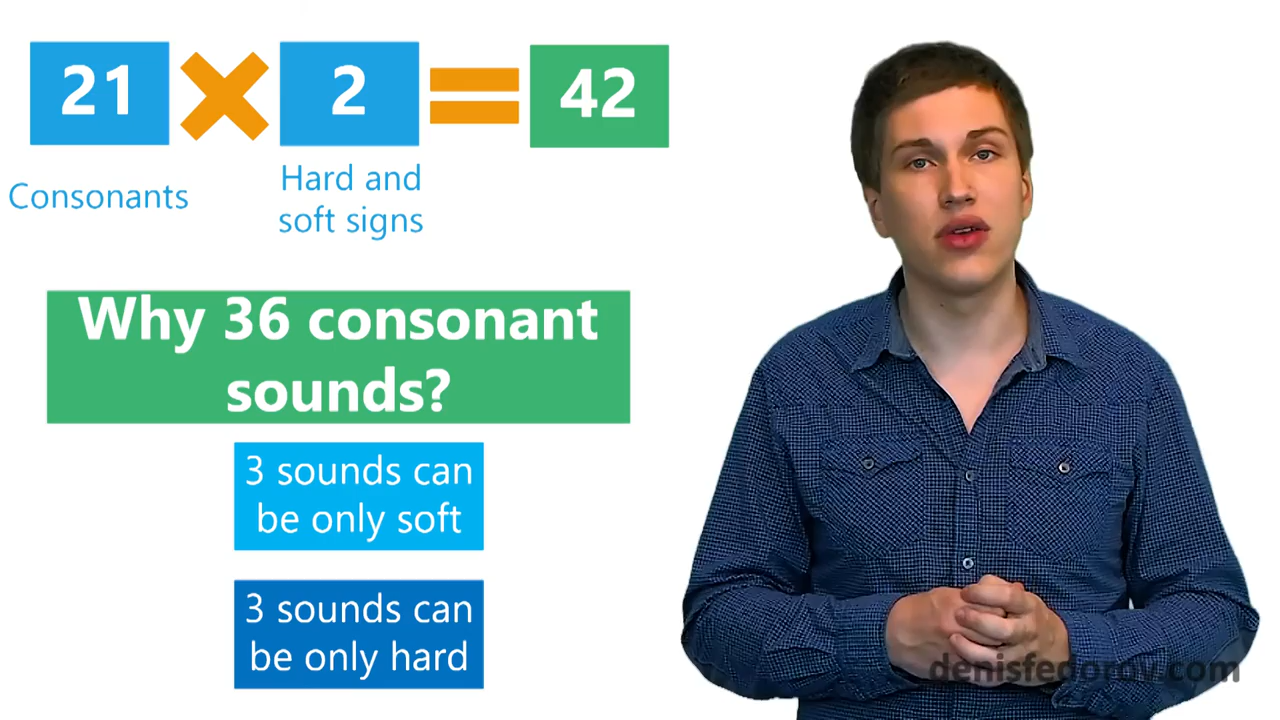 21 × 2 = 42
Consonants
Hard and
soft signs
Why 36 consonant
sounds?
3 sounds can
be only soft
3 sounds can
be only hard
denisfedorov.com